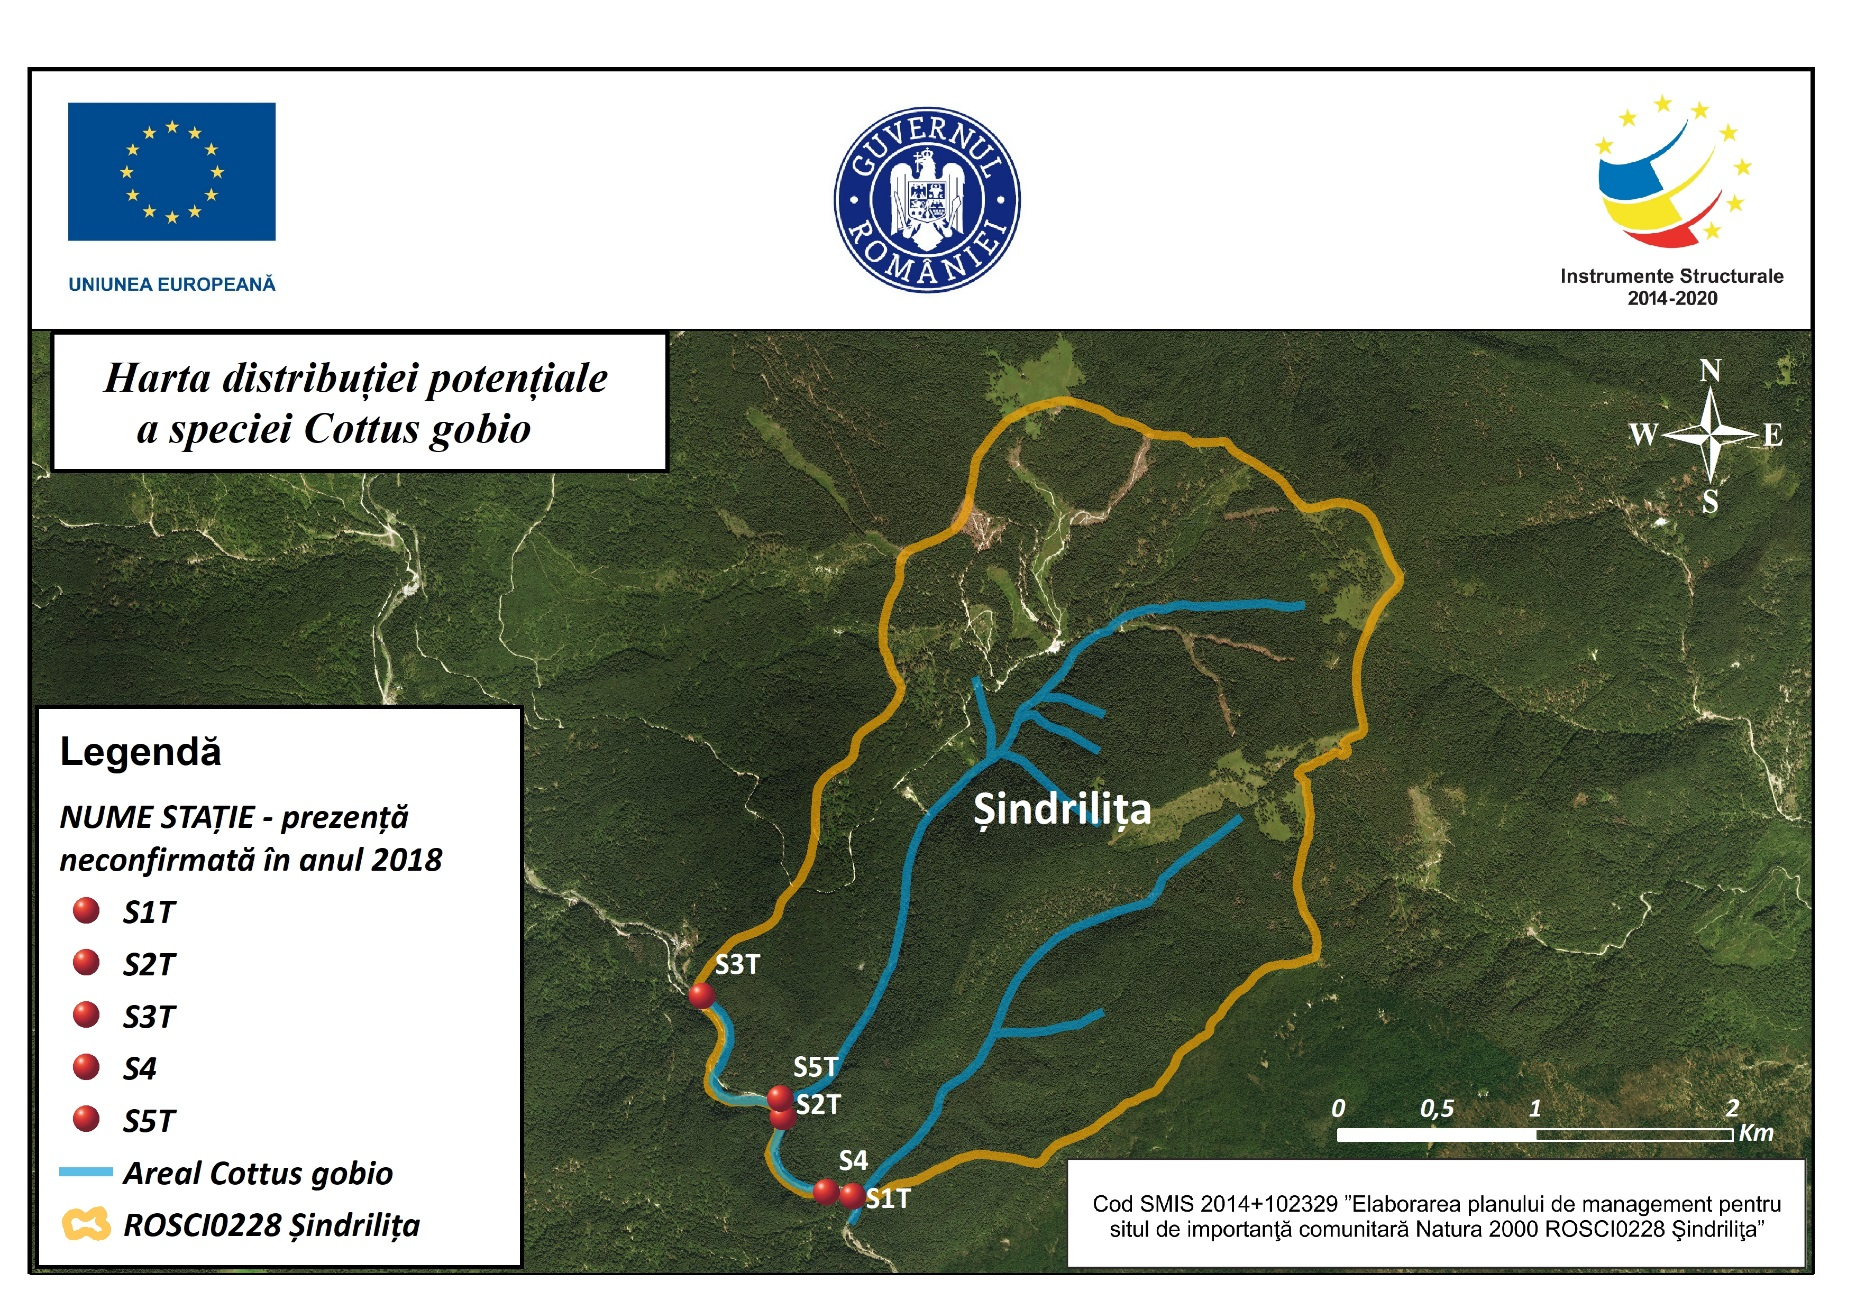 UNIUNEA EUROPEANĂ
GUVERNUL ROMÂNIEI
Instrumente Structurale
2014-2020
Harta distribuției potențiale
a speciei Cottus gobio
N
W
E
S
Legendă
NUME STAȚIE - prezență
neconfirmată în anul 2018
S1T
S2T
S3T
S4
S5T
Areal Cottus gobio
ROSCI0228 Șindrilița
Șindrilița
S3T
S5T
S2T
S4
S1T
0 0,5 1 2
Km
Cod SMIS 2014+102329 ”Elaborarea planului de management pentru
situl de importanţă comunitară Natura 2000 ROSCI0228 Şindriliţa”